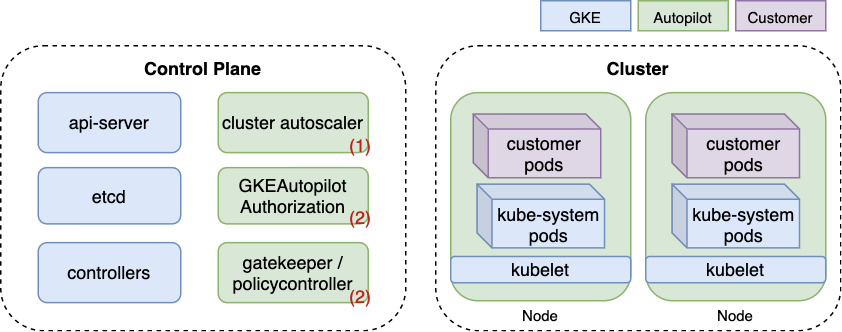 GKE
Autopilot
Customer
Control Plane
api-server
cluster autoscaler
(1)
etcd
GKEAutopilot
Authorization
(2)
controllers
gatekeeper /
policycontroller
(2)
Cluster
customer
pods
kube-system
pods
kubelet
Node
customer
pods
kube-system
pods
kubelet
Node